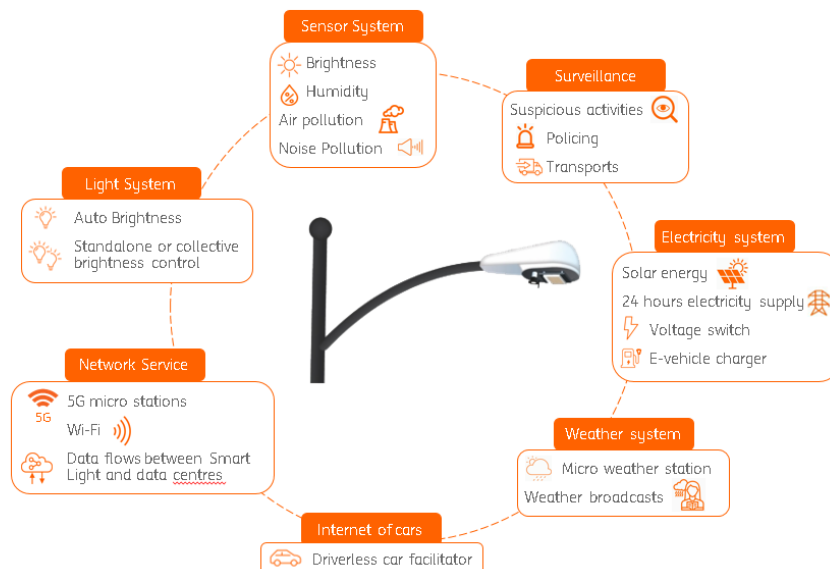 Sensor System
Brightness
Humidity
Air pollution
Noise Pollution
Surveillance
Suspicious activities
Policing
Transports
Light System
Auto Brightness
Standalone or collective
brightness control
Electricity system
Solar energy
24 hours electricity supply
Voltage switch
E-vehicle charger
Network Service
5G
5G micro stations
Wi-Fi
Data flows between Smart
Light and data centres
Weather system
Micro weather station
Weather broadcasts
Internet of cars
Driverless car facilitator